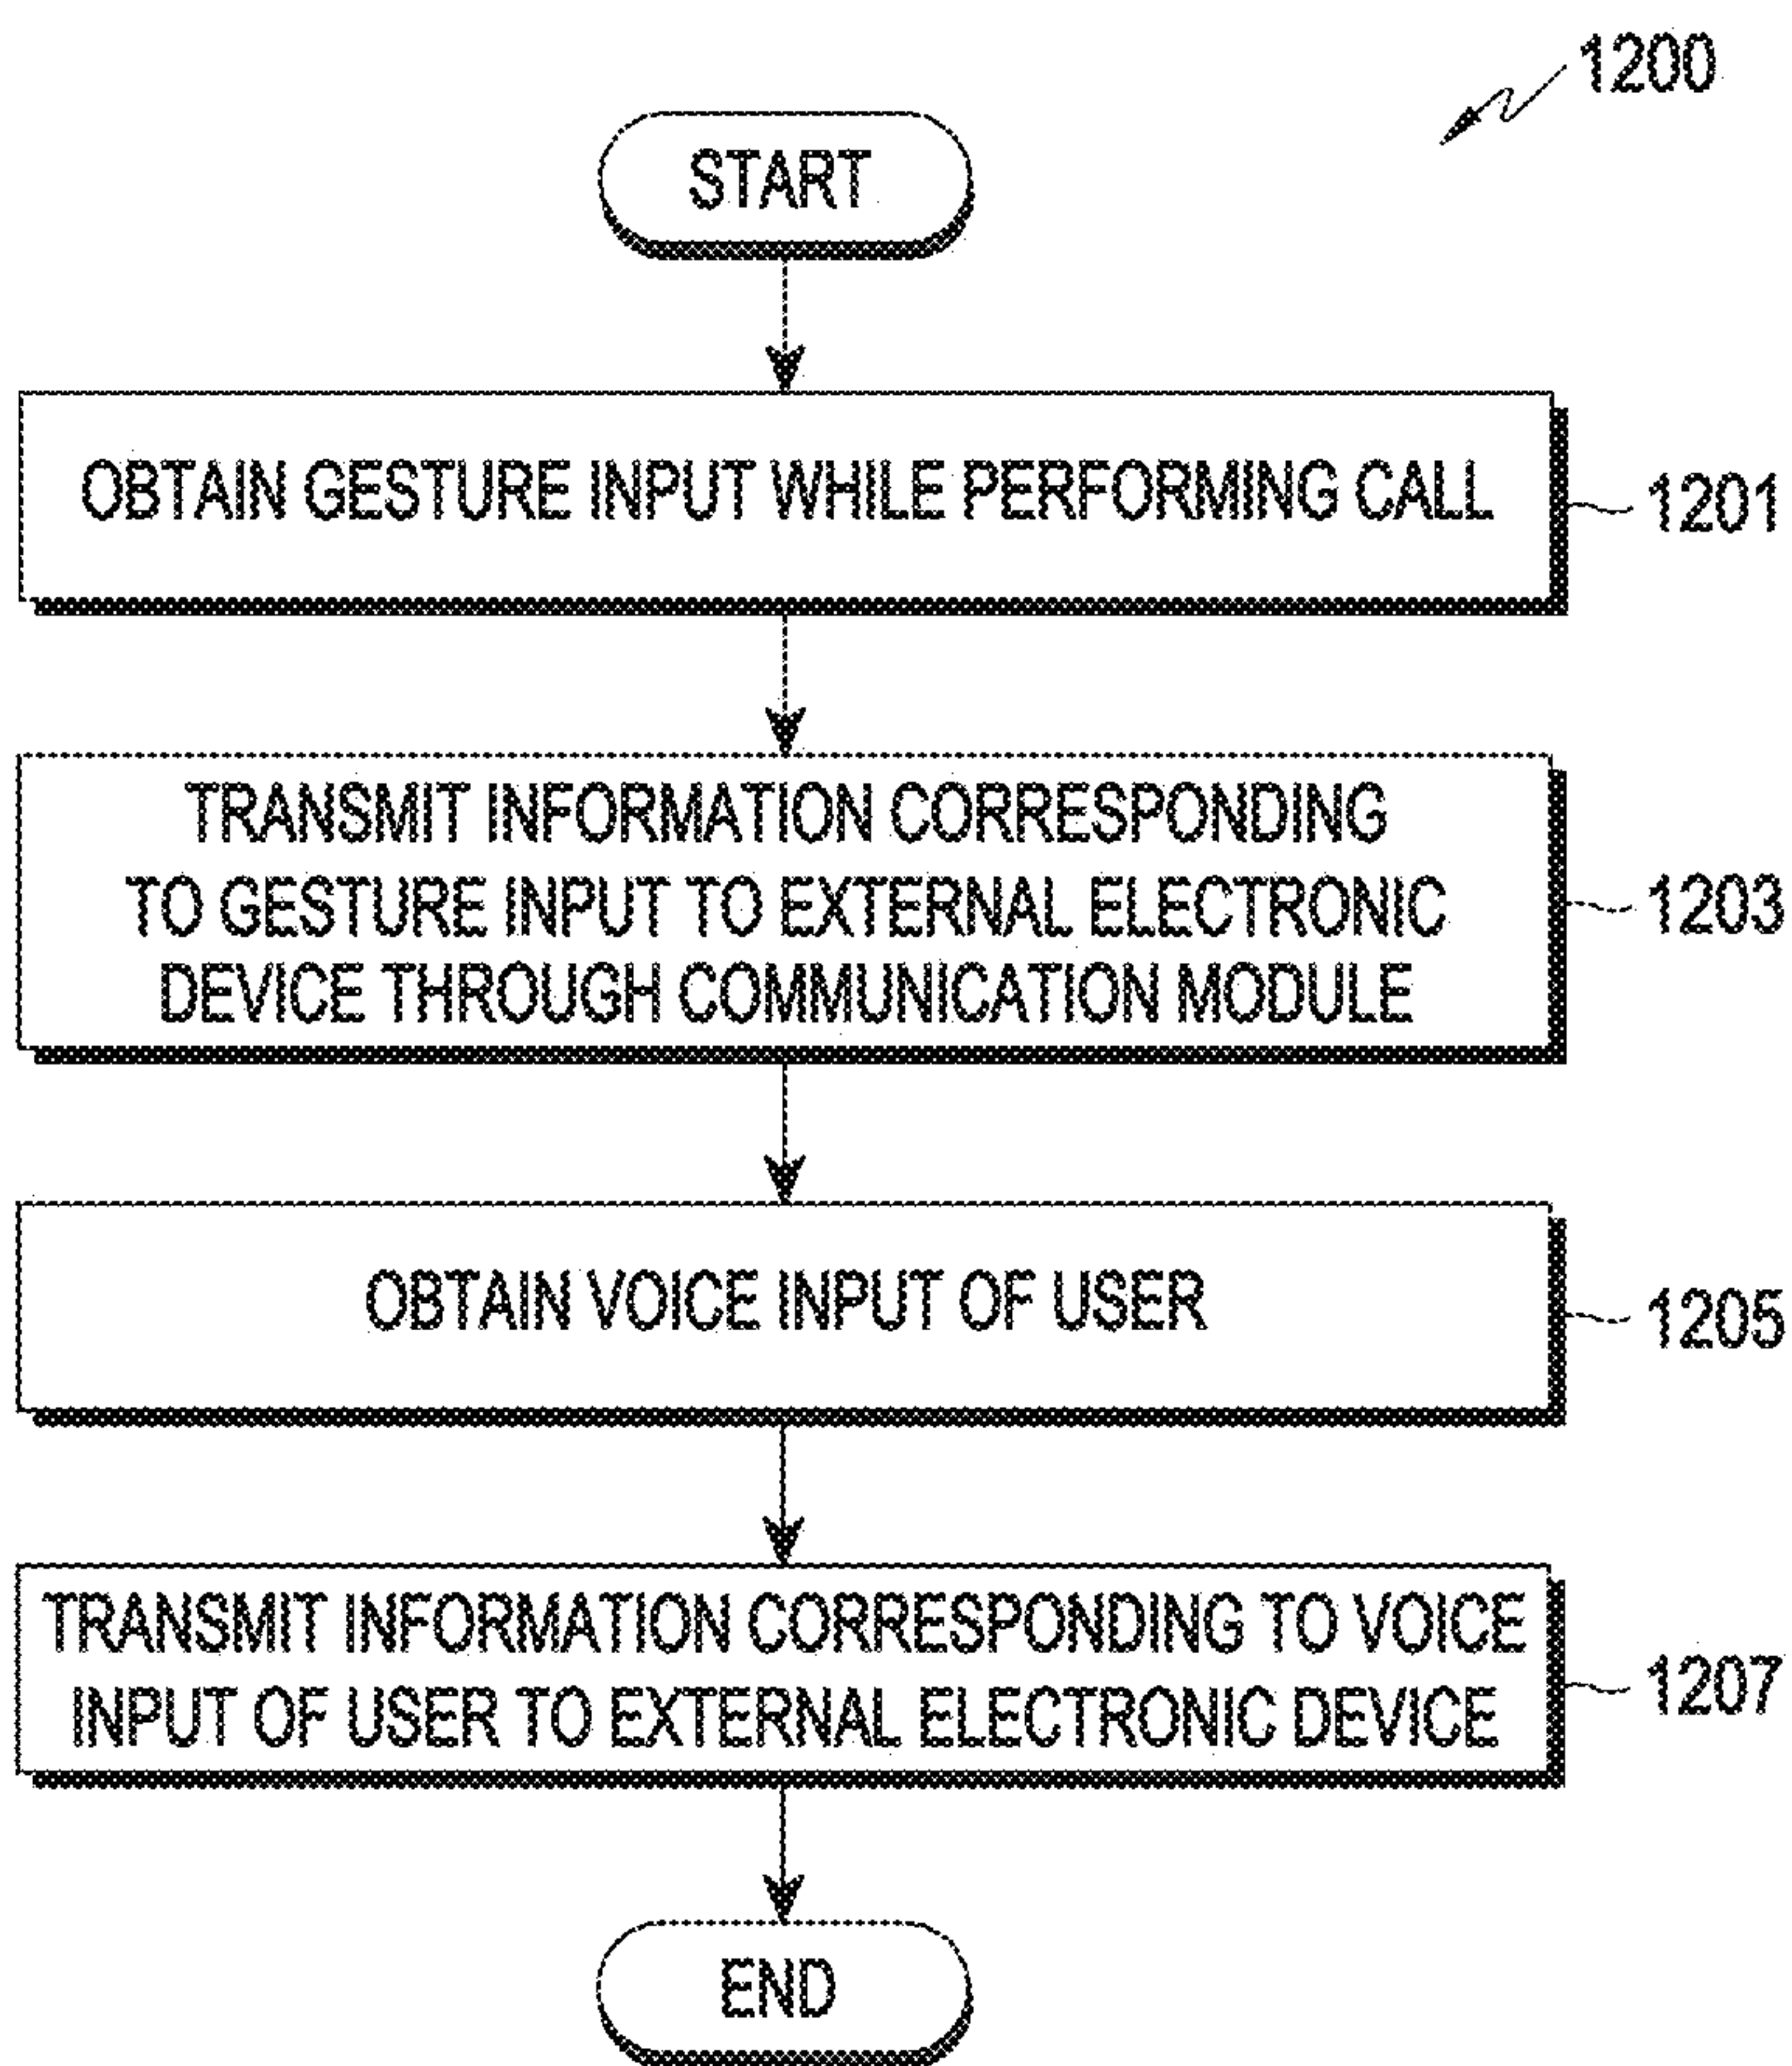 1200
START
OBTAIN GESTURE INPUT WHILE PERFORMING CALL
1201
TRANSMIT INFORMATION CORRESPONDING
TO GESTURE INPUT TO EXTERNAL ELECTRONIC
DEVICE THROUGH COMMUNICATION MODULE
1203
OBTAIN VOICE INPUT OF USER
1205
TRANSMIT INFORMATION CORRESPONDING TO VOICE
INPUT OF USER TO EXTERNAL ELECTRONIC DEVICE
1207
END